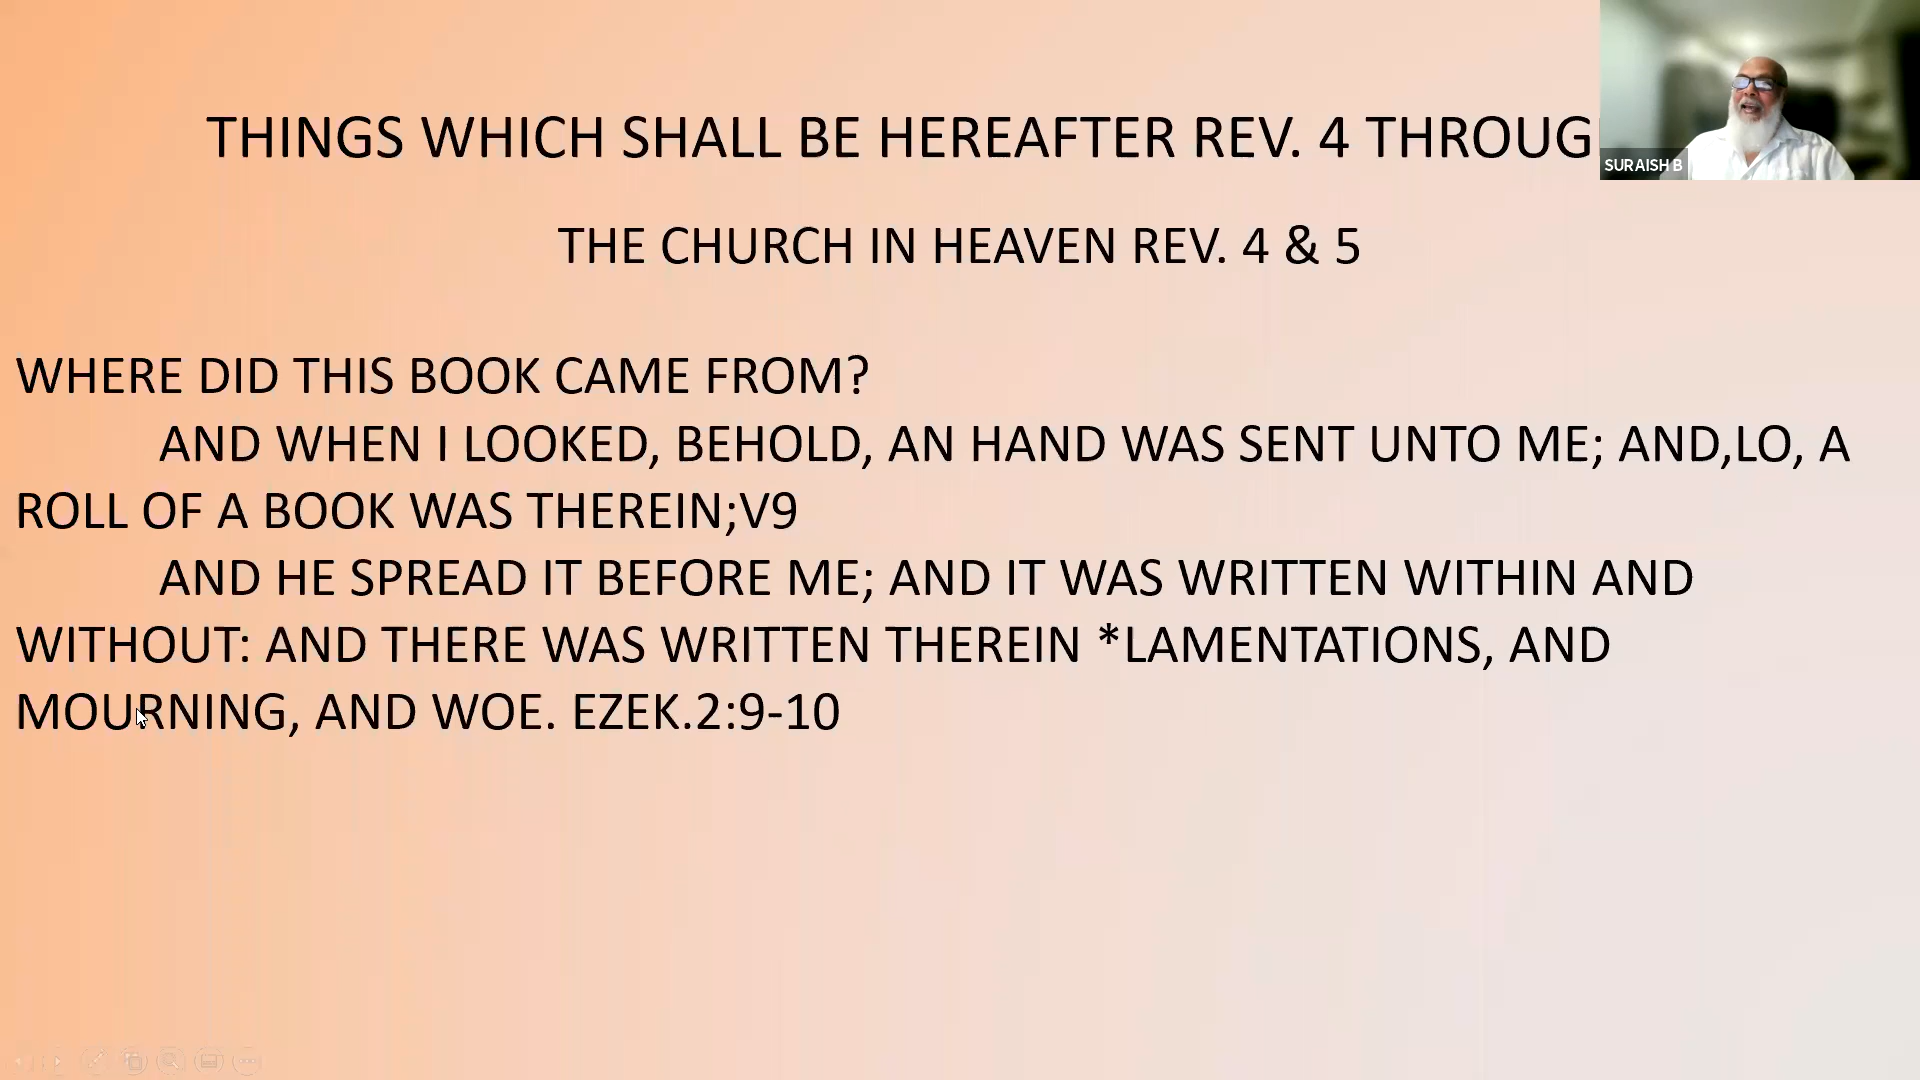 THINGS WHICH SHALL BE HEREAFTER REV. 4 THROUG
SURAISH B
THE CHURCH IN HEAVEN REV. 4 & 5
WHERE DID THIS BOOK CAME FROM?
AND WHEN I LOOKED, BEHOLD, AN HAND WAS SENT UNTO ME; AND,LO, A
ROLL OF A BOOK WAS THEREIN;V9
AND HE SPREAD IT BEFORE ME; AND IT WAS WRITTEN WITHIN AND
WITHOUT: AND THERE WAS WRITTEN THEREIN *LAMENTATIONS, AND
MOURNING, AND WOE. EZEK.2:9-10